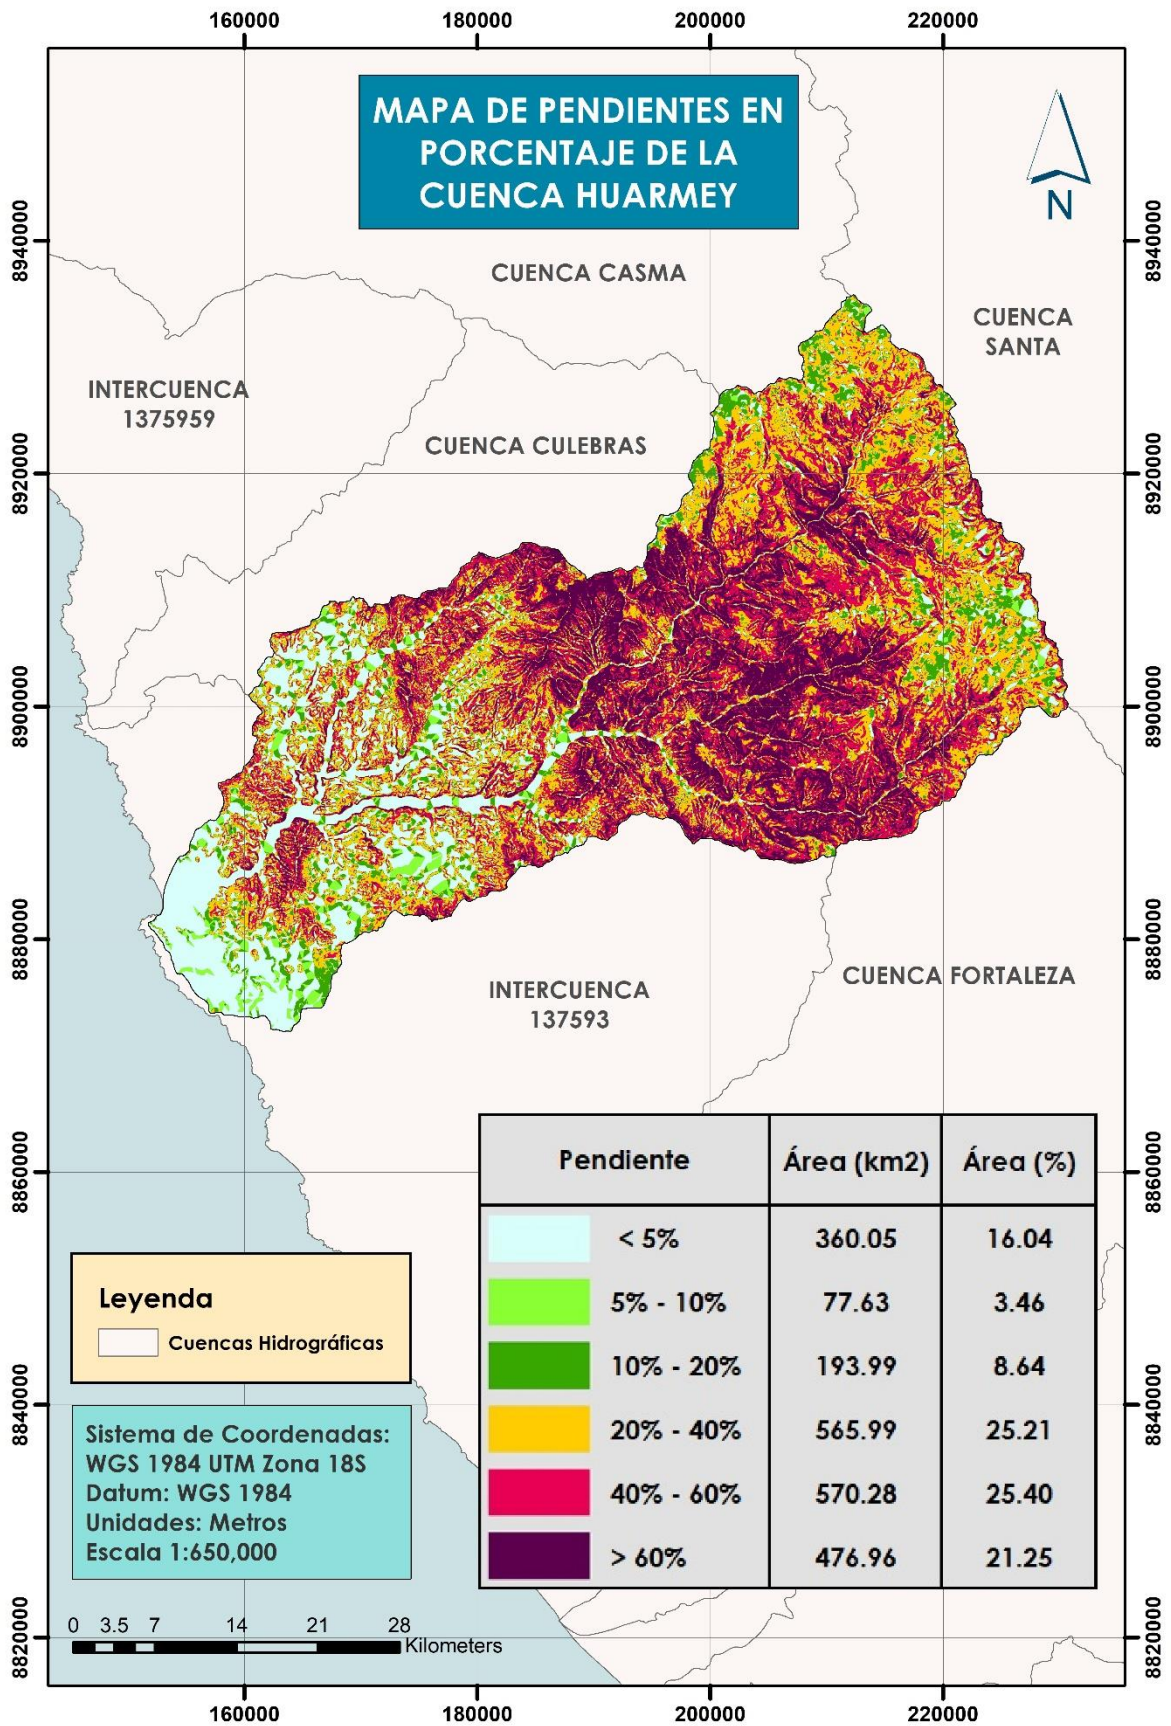 160000 180000 200000 220000
MAPA DE PENDIENTES EN
PORCENTAJE DE LA
CUENCA HUARMEY
N
8940000 8940000
CUENCA CASMA
CUENCA
SANTA
INTERCUENCA
1375959
CUENCA CULEBRAS
8920000 8920000
8900000 8900000
8880000 8880000
CUENCA FORTALEZA
INTERCUENCA
137593
8860000 8860000
Pendiente Área (km2) Área (%)
< 5% 360.05 16.04
5% - 10% 77.63 3.46
10% - 20% 193.99 8.64
20% - 40% 565.99 25.21
40% - 60% 570.28 25.40
> 60% 476.96 21.25
Leyenda
Cuencas Hidrográficas
8840000 8840000
Sistema de Coordenadas:
WGS 1984 UTM Zona 18S
Datum: WGS 1984
Unidades: Metros
Escala 1:650,000
8820000 8820000
0 3.5 7 14 21 28
Kilometers
160000 180000 200000 220000